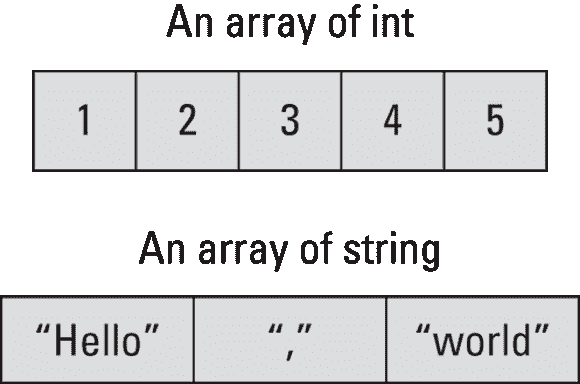 An array of int
1 2 3 4 5
An array of string
“Hello” “,” “world”